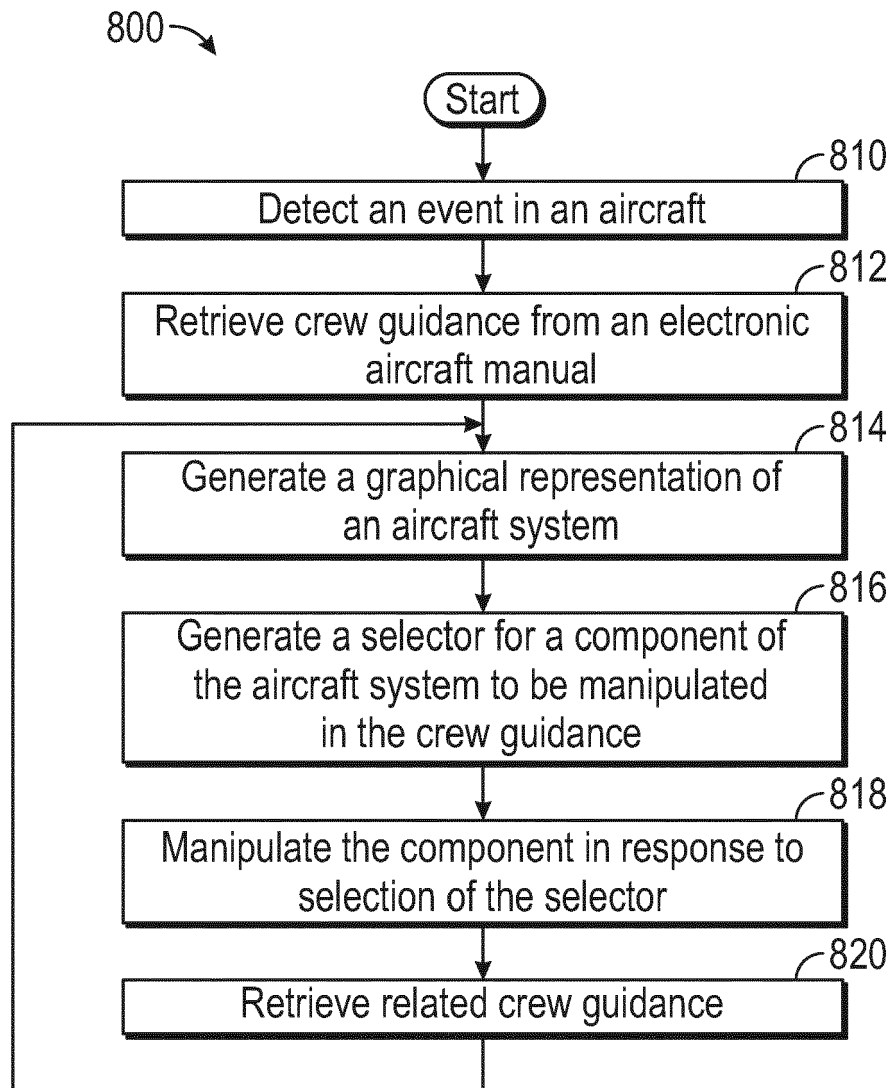 800
Start
810
Detect an event in an aircraft
812
Retrieve crew guidance from an electronic
aircraft manual
814
Generate a graphical representation of
an aircraft system
816
Generate a selector for a component of
the aircraft system to be manipulated
in the crew guidance
818
Manipulate the component in response to
selection of the selector
820
Retrieve related crew guidance